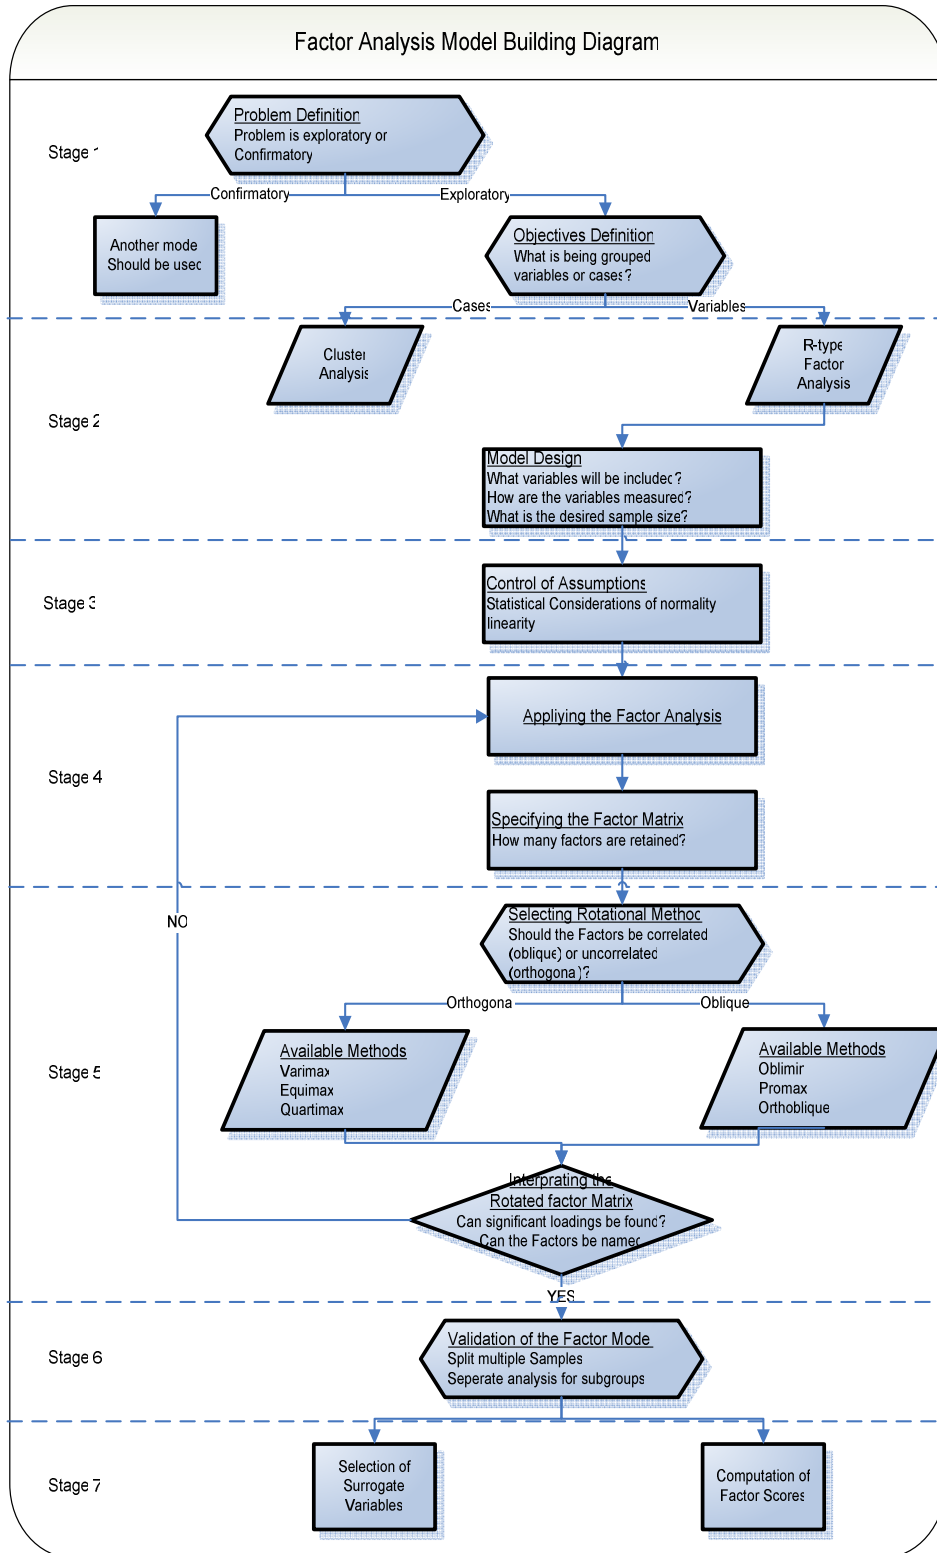 Factor Analysis Model Building Diagram
Stage 1
Problem Definition
Problem is exploratory or
Confirmatory
Confirmatory
Exploratory
Another mode
Should be used
Objectives Definition
What is being grouped
variables or cases?
Cases
Variables
Stage 2
Cluster
Analysis
R-type
Factor
Analysis
Model Design
What variables will be included?
How are the variables measured?
What is the desired sample size?
Stage 3
Control of Assumptions
Statistical Considerations of normality
linearity
Stage 4
Appliying the Factor Analysis
Specifying the Factor Matrix
How many factors are retained?
NO
Stage 5
Selecting Rotational Method
Should the Factors be correlated
(oblique) or uncorrelated
(orthogonal)?
Orthogona
Oblique
Available Methods
Varimax
Equimax
Quartimax
Available Methods
Oblimin
Promax
Orthoblique
Interprating the
Rotated factor Matrix
Can significant loadings be found?
Can the Factors be named
YES
Stage 6
Validation of the Factor Mode
Split multiple Samples
Seperate analysis for subgroups
Stage 7
Selection of
Surrogate
Variables
Computation of
Factor Scores